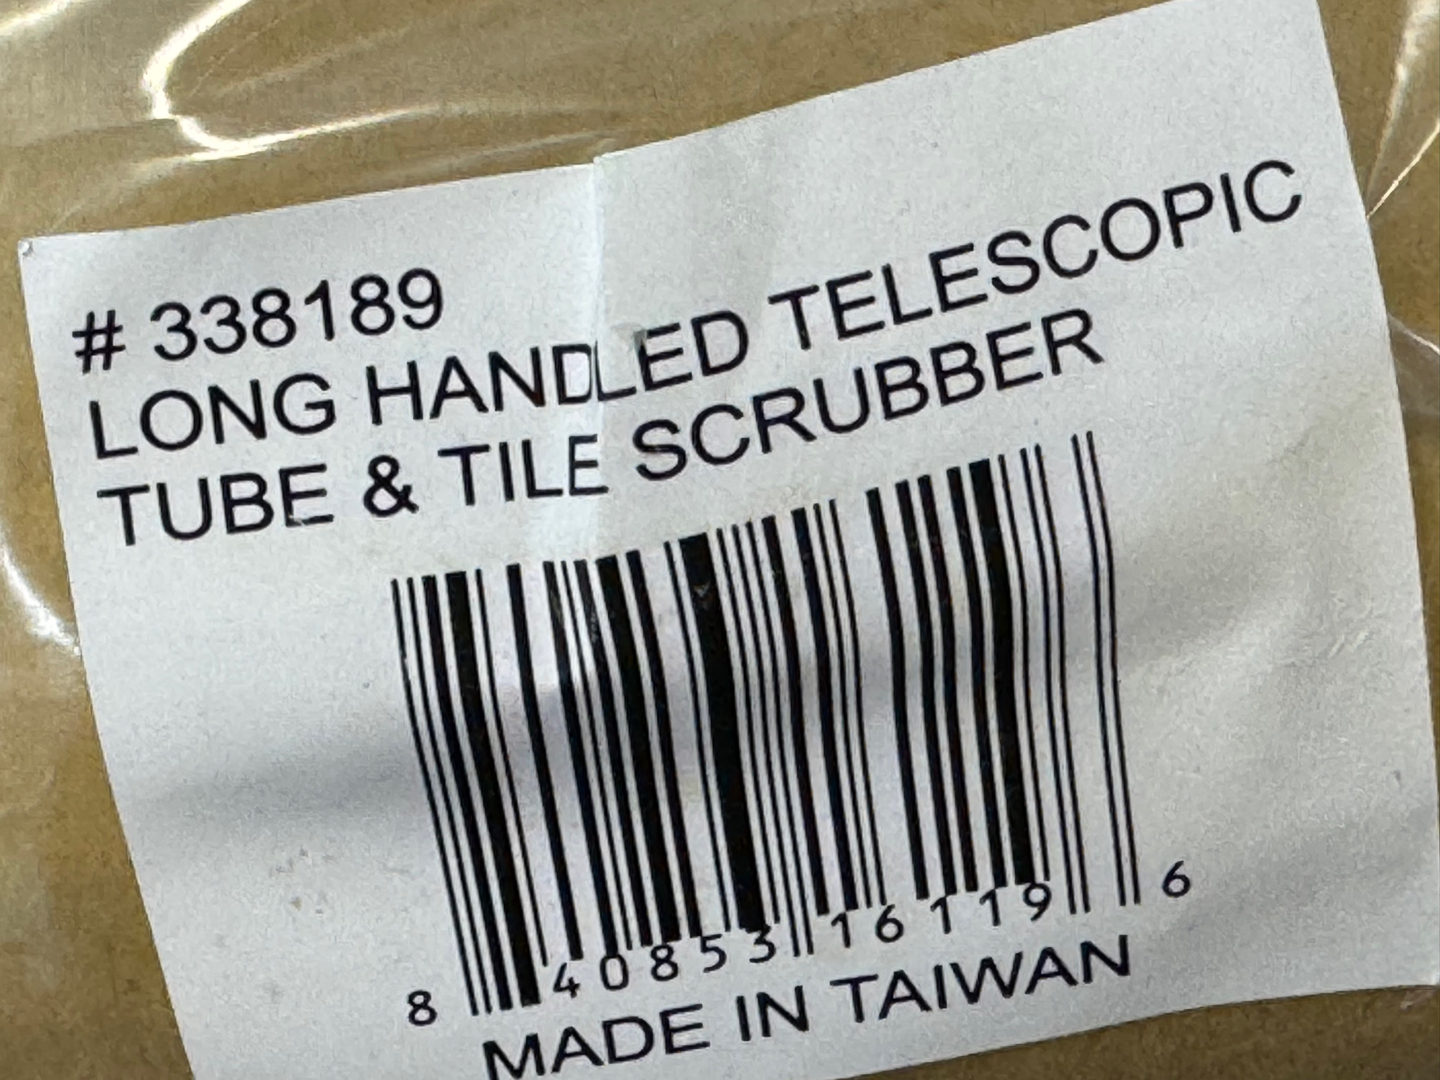 # 338189
LONG HANDLED TELESCOPIC
TUBE & TILE SCRUBBER
8 40853 16119 6
MADE IN TAIWAN